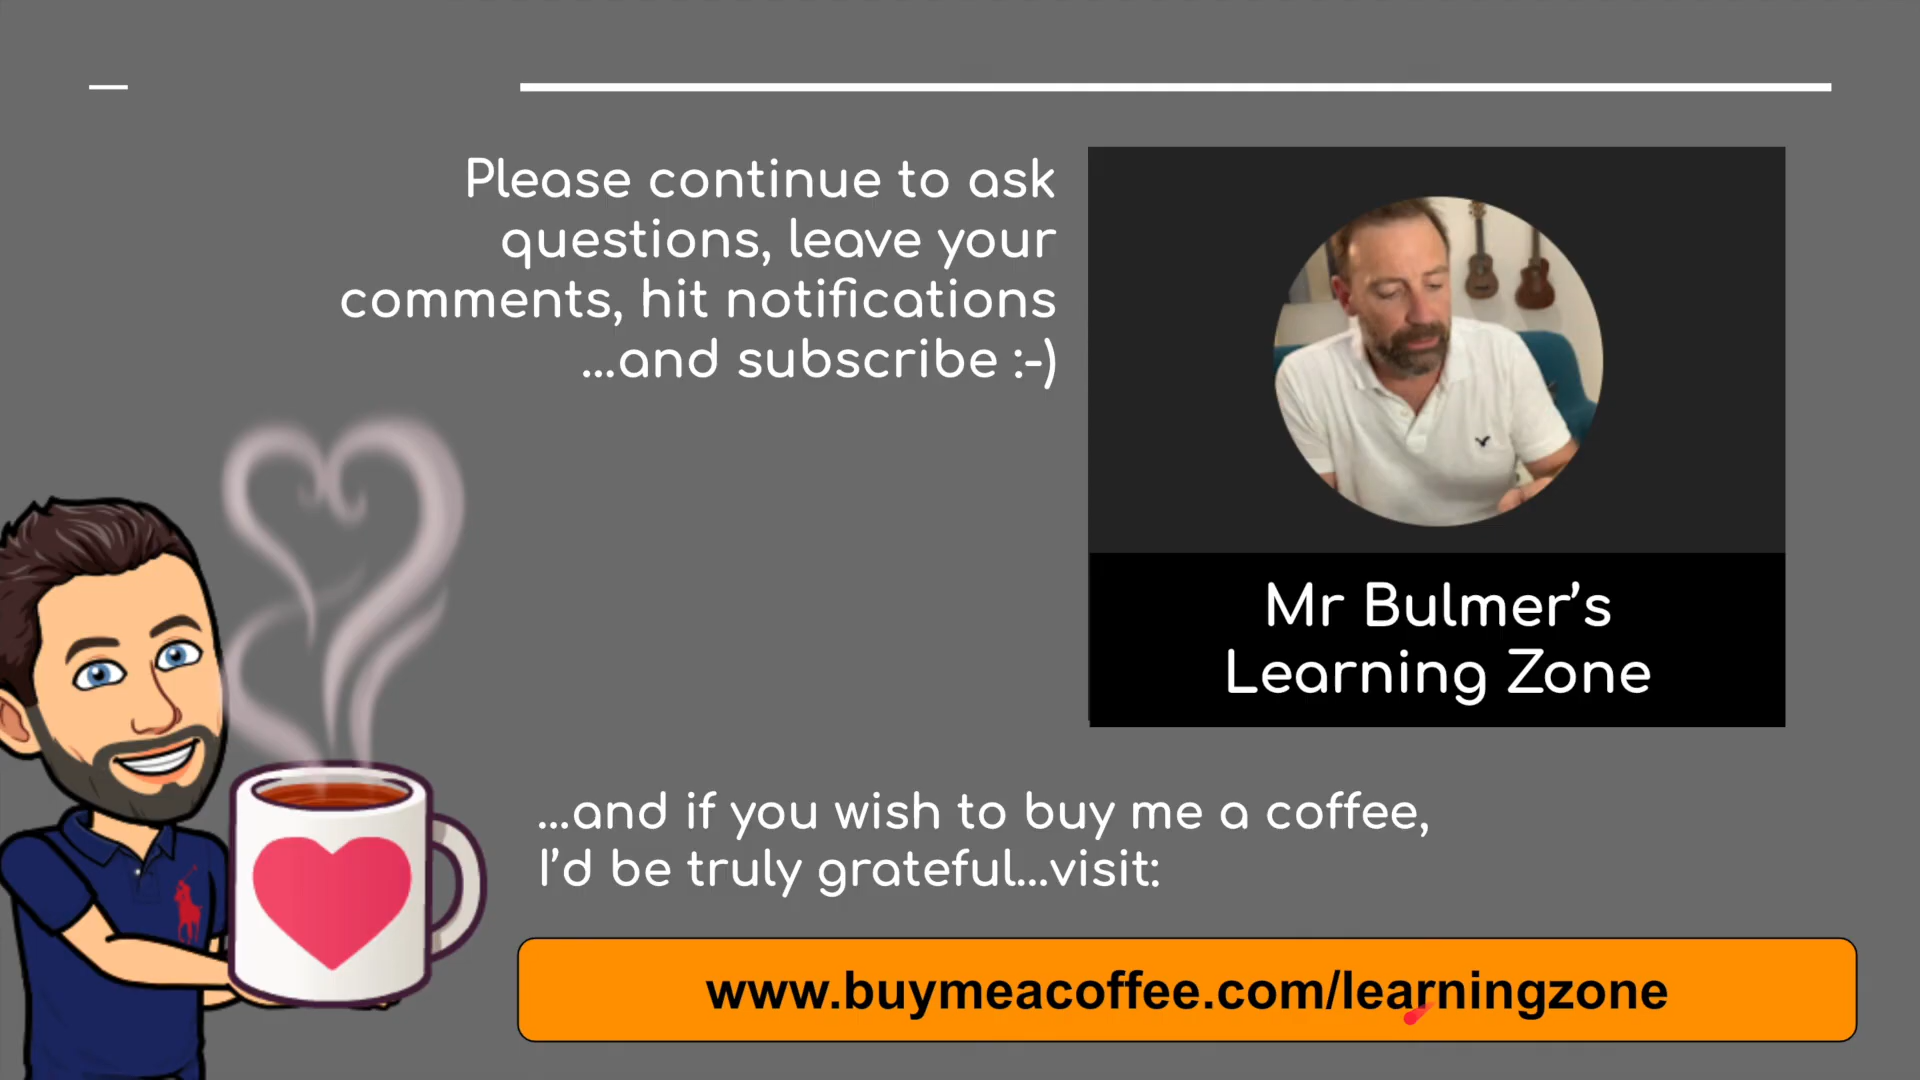 Please continue to ask
questions, leave your
comments, hit notifications
...and subscribe :-)
Mr Bulmer’s
Learning Zone
...and if you wish to buy me a coffee,
I’d be truly grateful...visit:
www.buymeacoffee.com/learningzone